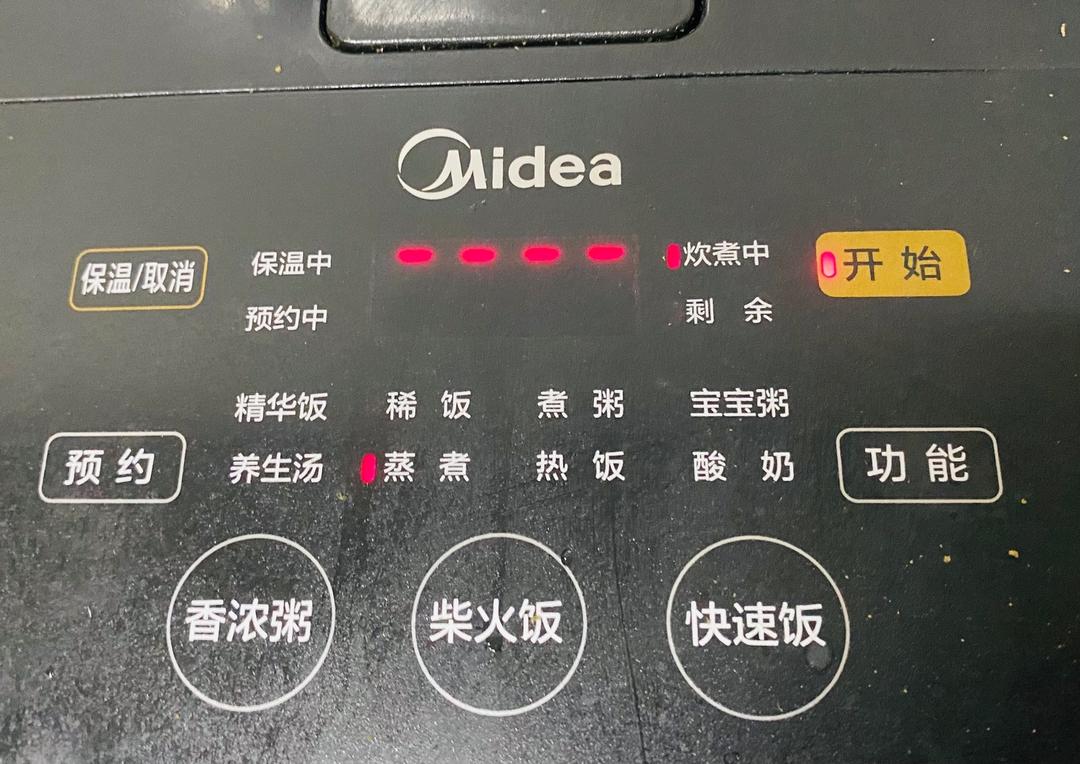 Midea
保温/取消
保温中
炊煮中
开始
预约中
剩余
精华饭
稀饭
煮粥
宝宝粥
预约
养生汤
蒸煮
热饭
酸奶
功能
香浓粥
柴火饭
快速饭